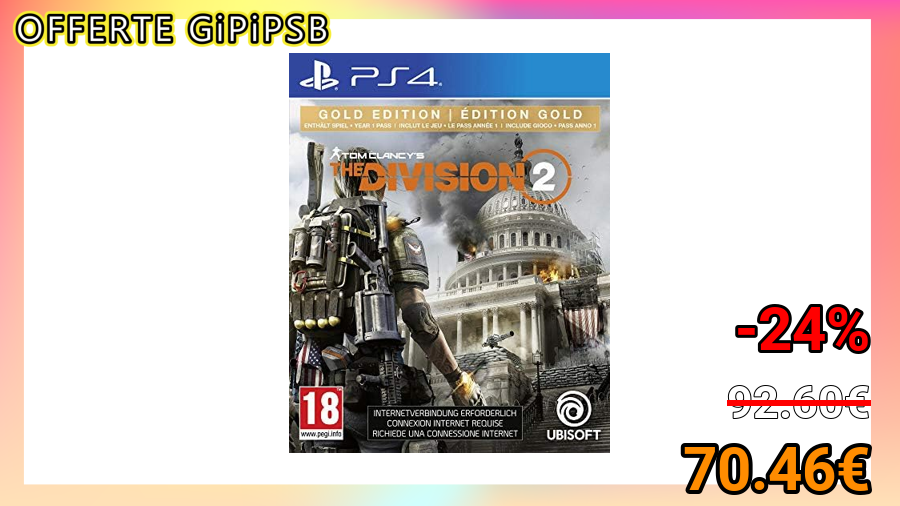 OFFERTE GiPiPSB
PS4
GOLD EDITION | ÉDITION GOLD
ENTHÄLT SPIEL + YEAR 1 PASS | INCLUT LE JEU + LE PASS ANNÉE 1 | INCLUDE GIOCO + PASS ANNO 1
TOM CLANCY'S
THE DIVISION 2
18
www.pegi.info
INTERNETVERBINDUNG ERFORDERLICH
CONNEXION INTERNET REQUISE
RICHIEDE UNA CONNESSIONE INTERNET
UBISOFT
-24%
92.60€
70.46€